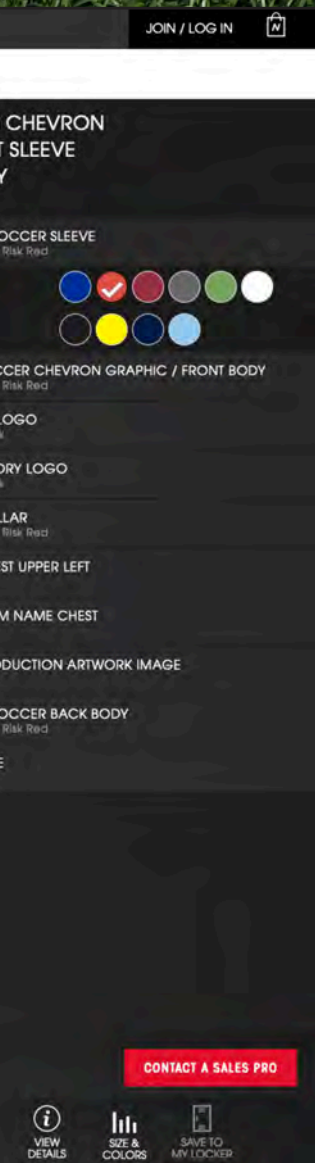 JOIN / LOG IN
N
CHEVRON
T SLEEVE
Y
OCCER SLEEVE
Risk Red
CCER CHEVRON GRAPHIC / FRONT BODY
Risk Red
LOGO
k
ORY LOGO
k
LLAR
Risk Red
ST UPPER LEFT
M NAME CHEST
ODUCTION ARTWORK IMAGE
OCCER BACK BODY
Risk Red
E
CONTACT A SALES PRO
VIEW
DETAILS
SIZE &
COLORS
SAVE TO
MY LOCKER